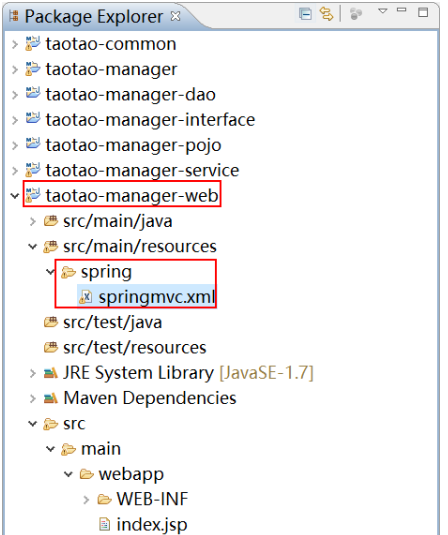 Package Explorer
taotao-common
taotao-manager
taotao-manager-dao
taotao-manager-interface
taotao-manager-pojo
taotao-manager-service
taotao-manager-web
src/main/java
src/main/resources
spring
springmvc.xml
src/test/java
src/test/resources
JRE System Library [JavaSE-1.7]
Maven Dependencies
src
main
webapp
WEB-INF
index.jsp